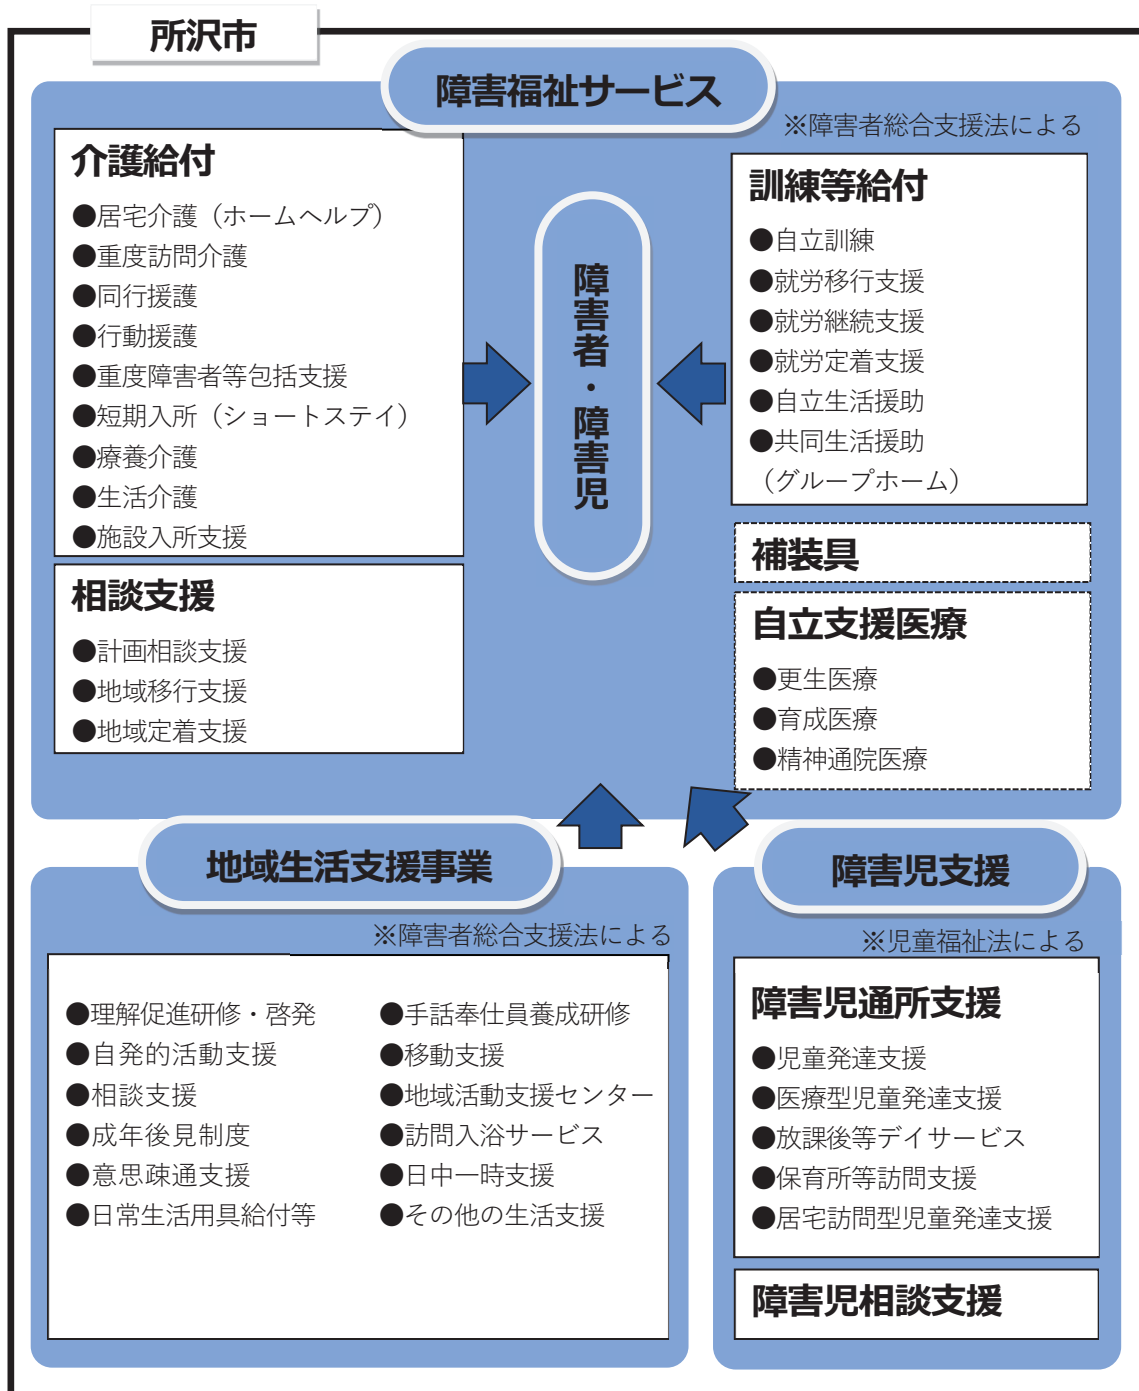 所沢市
障害福祉サービス
※障害者総合支援法による
介護給付
●居宅介護（ホームヘルプ）
●重度訪問介護
●同行援護
●行動援護
●重度障害者等包括支援
●短期入所（ショートステイ）
●療養介護
●生活介護
●施設入所支援
相談支援
●計画相談支援
●地域移行支援
●地域定着支援
障害者・障害児
訓練等給付
●自立訓練
●就労移行支援
●就労継続支援
●就労定着支援
●自立生活援助
●共同生活援助
（グループホーム）
補装具
自立支援医療
●更生医療
●育成医療
●精神通院医療
地域生活支援事業
※障害者総合支援法による
●理解促進研修・啓発
●自発的活動支援
●相談支援
●成年後見制度
●意思疎通支援
●日常生活用具給付等
●手話奉仕員養成研修
●移動支援
●地域活動支援センター
●訪問入浴サービス
●日中一時支援
●その他の生活支援
障害児支援
※児童福祉法による
障害児通所支援
●児童発達支援
●医療型児童発達支援
●放課後等デイサービス
●保育所等訪問支援
●居宅訪問型児童発達支援
障害児相談支援